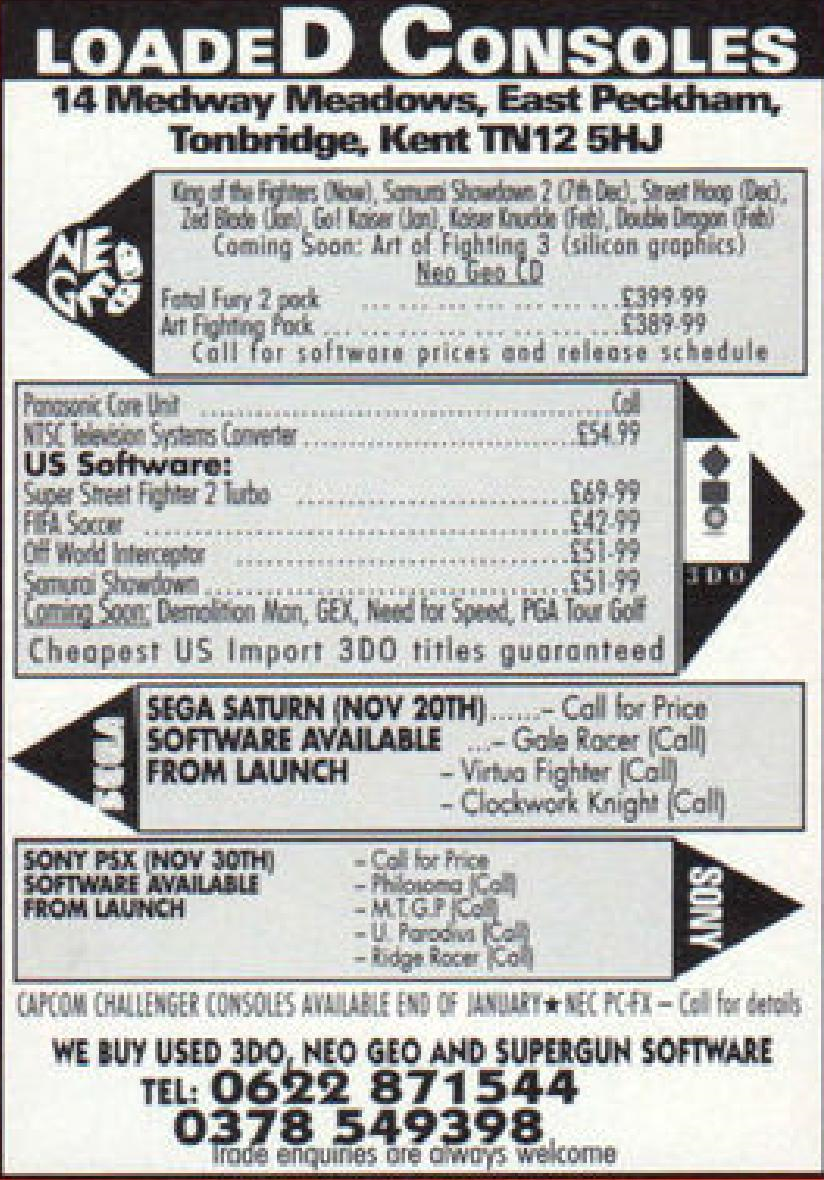 LOADED CONSOLES
14 Medway Meadows, East Peckham,
Tonbridge, Kent TN12 5HJ
NEO GEO
King of the Fighters (Now), Samurai Showdown 2 (7th Dec), Street Hoop (Dec),
Zed Blade (Jan), Go! Kaiser (Jan), Kaiser Knuckle (Feb), Double Dragon (Feb)
Coming Soon: Art of Fighting 3 (silicon graphics)
Neo Geo CD
Fatal Fury 2 pack ... ... ... ... ... ... ... ...£399-99
Art Fighting Pack ... ... ... ... ... ... ... ... ...£389-99
Call for software prices and release schedule
Panasonic Core Unit ........................................................Call
NTSC Television Systems Converter ....................................£54.99
US Software:
Super Street Fighter 2 Turbo ....................................£69-99
FIFA Soccer ........................................................£42-99
Off World Interceptor ............................................£51-99
Samurai Showdown ................................................£51-99
Coming Soon: Demolition Man, GEX, Need for Speed, PGA Tour Golf
Cheapest US Import 3DO titles guaranteed
3DO
SEGA SATURN (NOV 20TH)......– Call for Price
SOFTWARE AVAILABLE ...– Gale Racer (Call)
FROM LAUNCH – Virtua Fighter (Call)
– Clockwork Knight (Call)
SONY PSX (NOV 30TH) – Call for Price
SOFTWARE AVAILABLE – Philosoma (Call)
FROM LAUNCH – M.T.G.P (Call)
– U. Parodius (Call)
– Ridge Racer (Call)
SONY
CAPCOM CHALLENGER CONSOLES AVAILABLE END OF JANUARY★NEC PC-FX – Call for details
WE BUY USED 3DO, NEO GEO AND SUPERGUN SOFTWARE
TEL: 0622 871544
0378 549398
Trade enquiries are always welcome